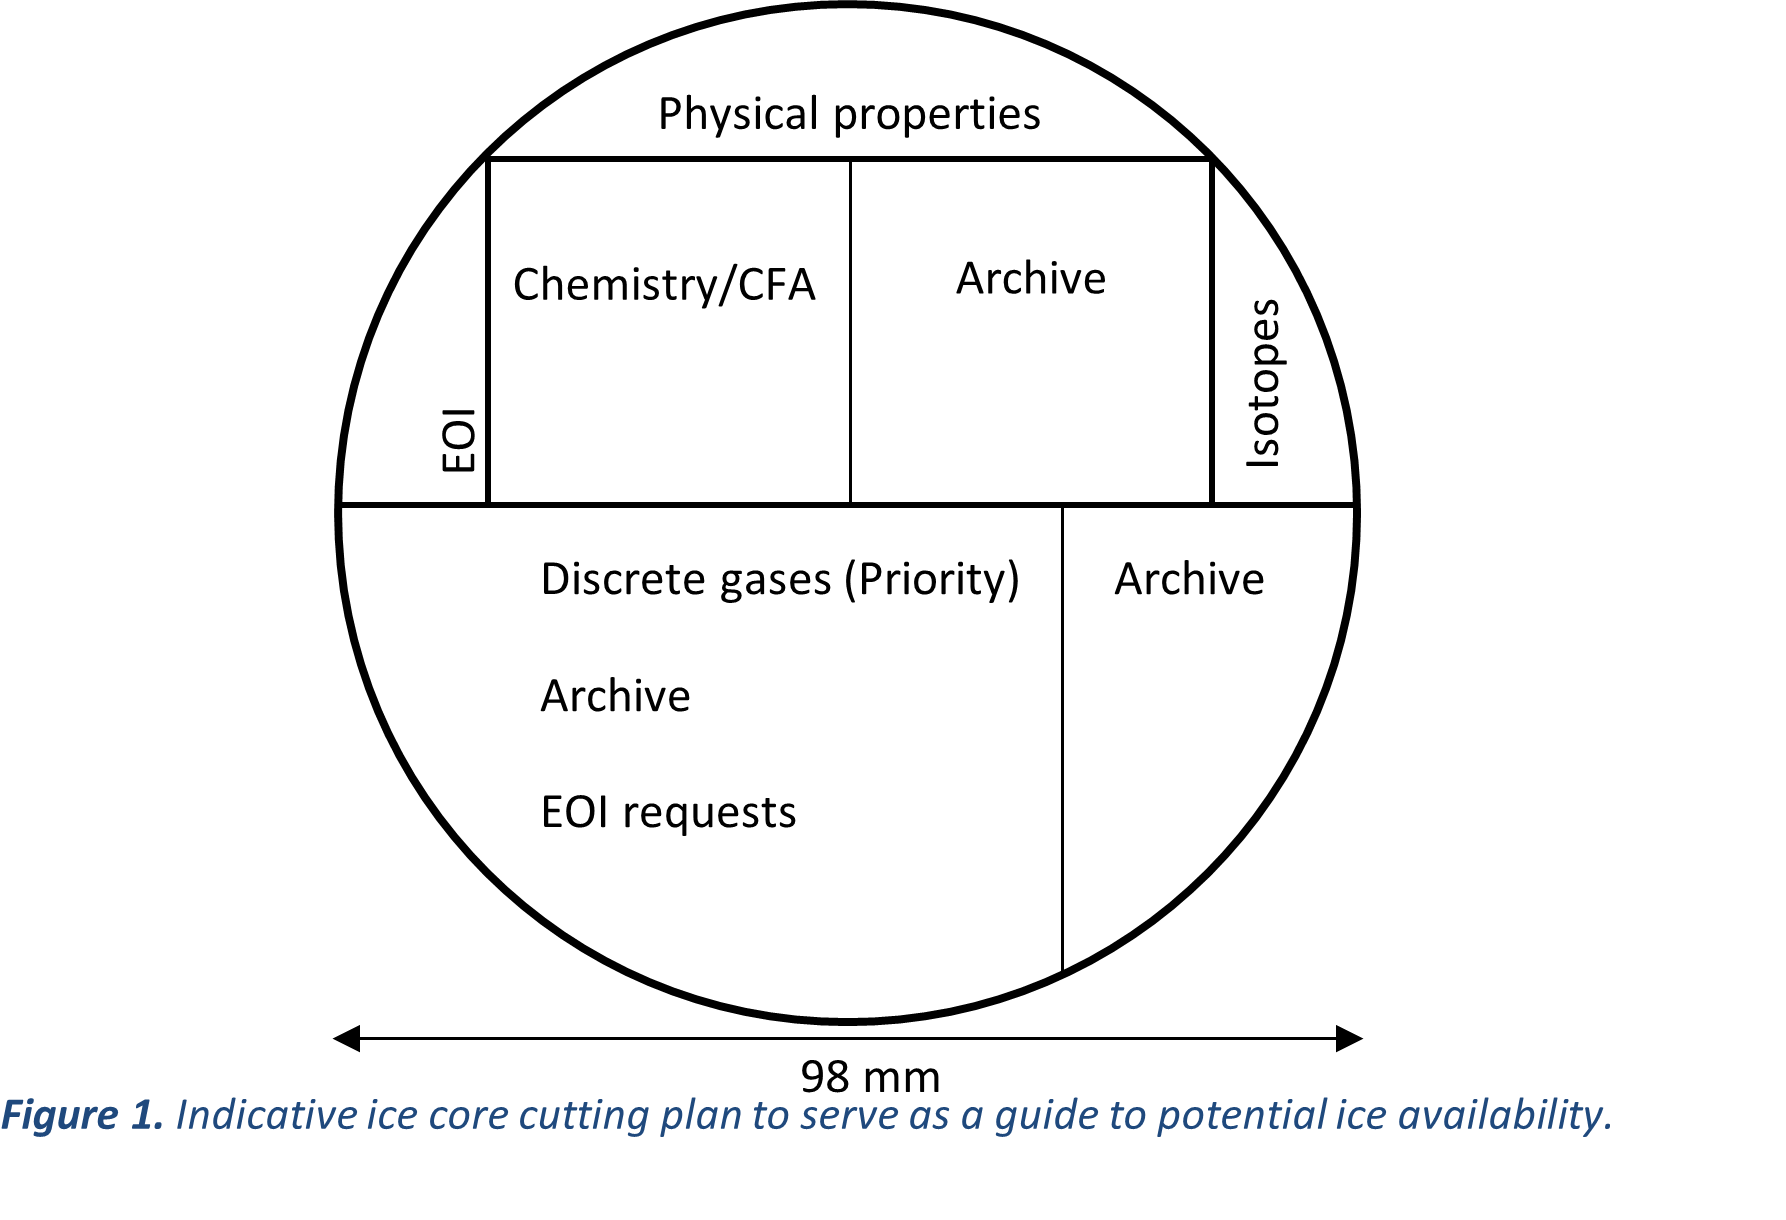 Physical properties
Chemistry/CFA
Archive
EOI
Isotopes
Discrete gases (Priority)
Archive
Archive
EOI requests
98 mm
Figure 1. Indicative ice core cutting plan to serve as a guide to potential ice availability.